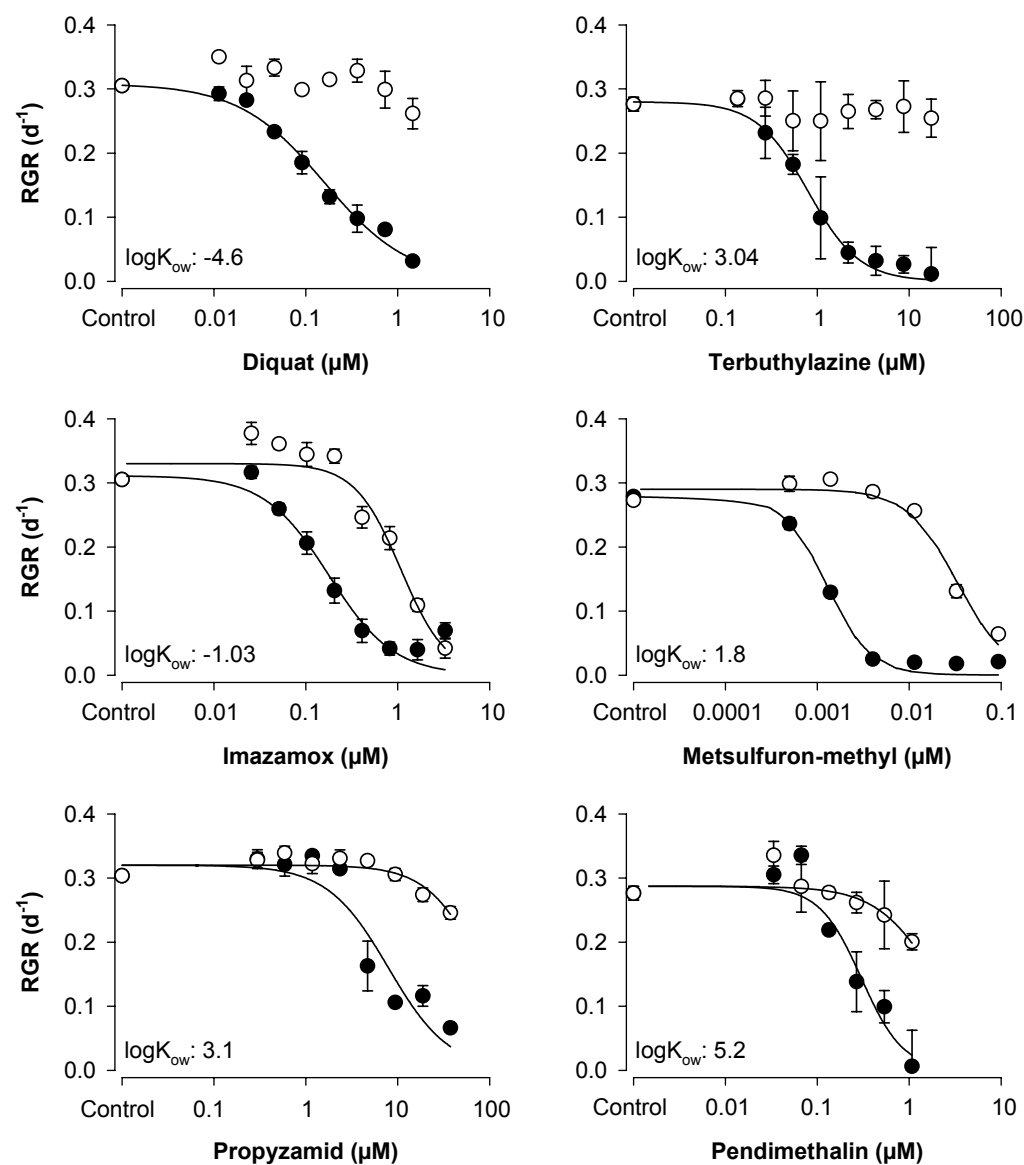 0.4
0.3
0.2
0.1
0.0
RGR (d⁻¹)
logKow: -4.6
Control 0.01 0.1 1 10
Diquat (µM)
0.4
0.3
0.2
0.1
0.0
logKow: 3.04
Control 0.1 1 10 100
Terbuthylazine (µM)
0.4
0.3
0.2
0.1
0.0
RGR (d⁻¹)
logKow: -1.03
Control 0.01 0.1 1 10
Imazamox (µM)
0.4
0.3
0.2
0.1
0.0
logKow: 1.8
Control 0.0001 0.001 0.01 0.1
Metsulfuron-methyl (µM)
0.4
0.3
0.2
0.1
0.0
RGR (d⁻¹)
logKow: 3.1
Control 0.1 1 10 100
Propyzamid (µM)
0.4
0.3
0.2
0.1
0.0
logKow: 5.2
Control 0.01 0.1 1 10
Pendimethalin (µM)